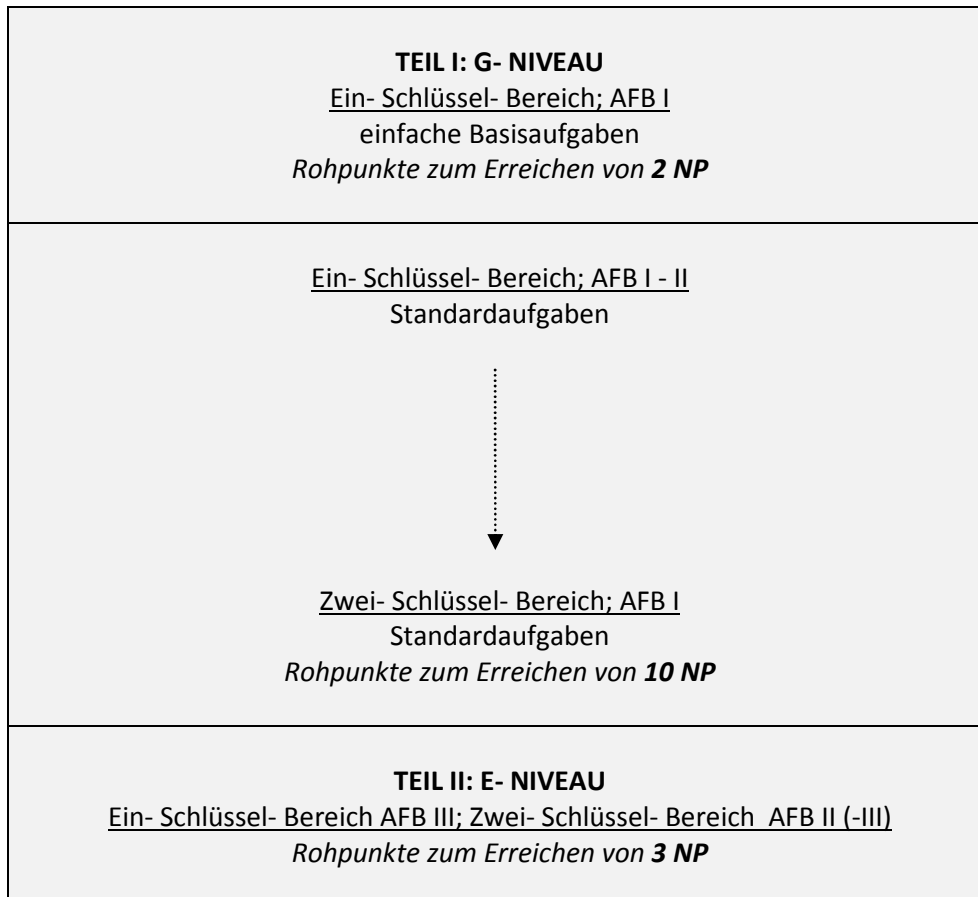 TEIL I: G- NIVEAU
Ein- Schlüssel- Bereich; AFB I
einfache Basisaufgaben
Rohpunkte zum Erreichen von 2 NP
Ein- Schlüssel- Bereich; AFB I - II
Standardaufgaben
Zwei- Schlüssel- Bereich; AFB I
Standardaufgaben
Rohpunkte zum Erreichen von 10 NP
TEIL II: E- NIVEAU
Ein- Schlüssel- Bereich AFB III; Zwei- Schlüssel- Bereich AFB II (-III)
Rohpunkte zum Erreichen von 3 NP